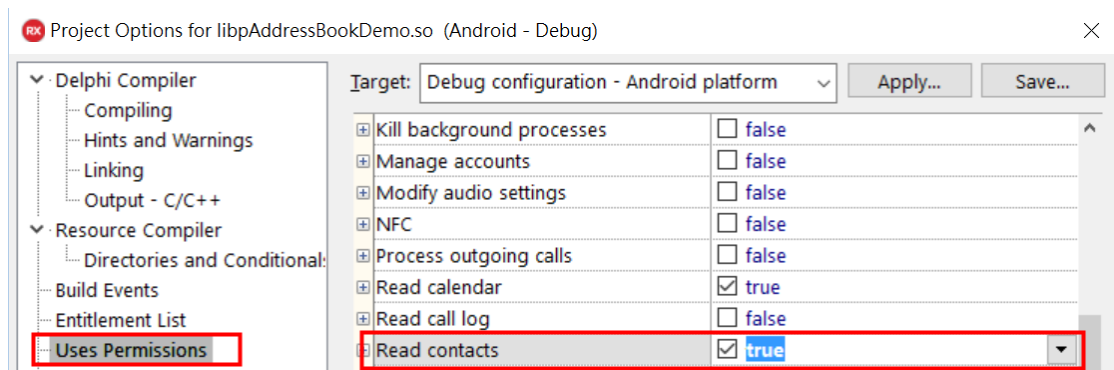 RX Project Options for libpAddressBookDemo.so (Android - Debug)
Delphi Compiler
Compiling
Hints and Warnings
Linking
Output - C/C++
Resource Compiler
Directories and Conditionals
Build Events
Entitlement List
Uses Permissions
Target: Debug configuration - Android platform Apply... Save...
Kill background processes false
Manage accounts false
Modify audio settings false
NFC false
Process outgoing calls false
Read calendar true
Read call log false
Read contacts true